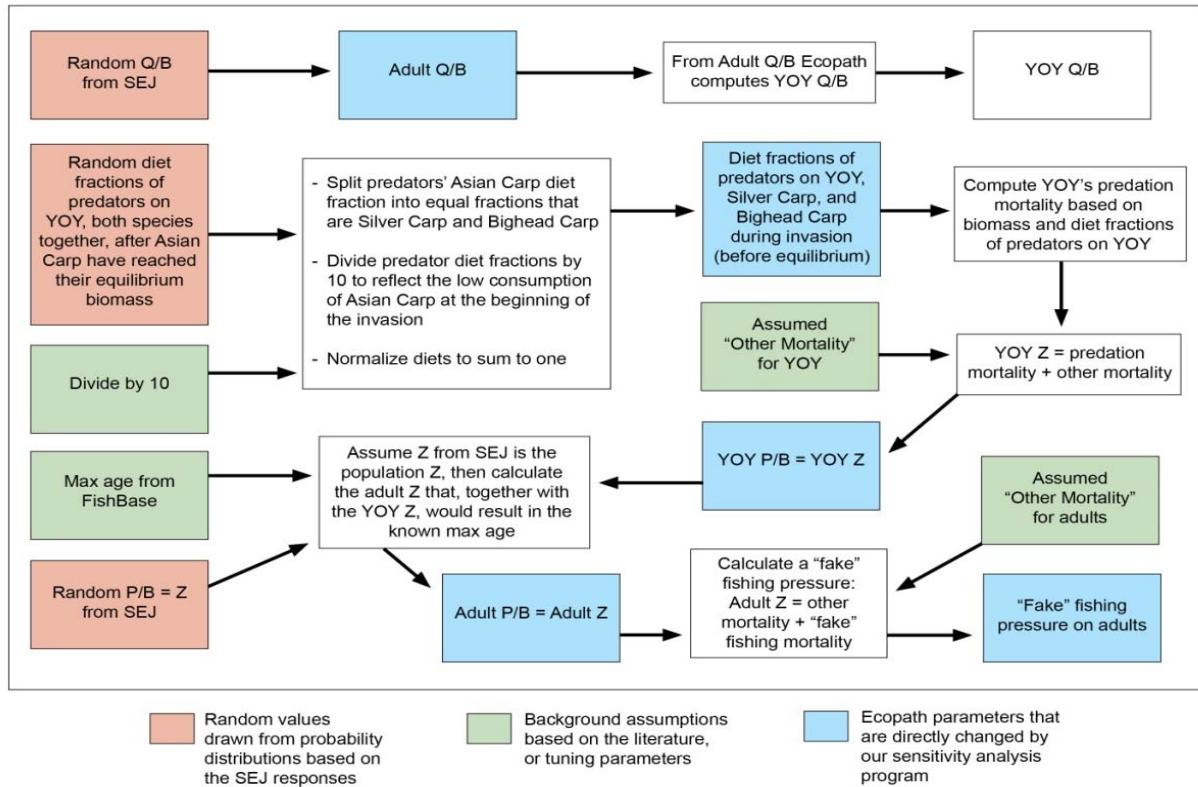 Random Q/B
from SEJ
Adult Q/B
From Adult Q/B Ecopath
computes YOY Q/B
YOY Q/B
Random diet
fractions of
predators on
YOY, both species
together, after Asian
Carp have reached
their equilibrium
biomass
- Split predators' Asian Carp diet
fraction into equal fractions that
are Silver Carp and Bighead Carp
- Divide predator diet fractions by
10 to reflect the low consumption
of Asian Carp at the beginning of
the invasion
- Normalize diets to sum to one
Diet fractions of
predators on YOY,
Silver Carp, and
Bighead Carp
during invasion
(before equilibrium)
Compute YOY's predation
mortality based on
biomass and diet fractions
of predators on YOY
Divide by 10
Assumed
“Other Mortality”
for YOY
YOY Z = predation
mortality + other mortality
Max age from
FishBase
Assume Z from SEJ is the
population Z, then calculate
the adult Z that, together with
the YOY Z, would result in the
known max age
YOY P/B = YOY Z
Assumed
“Other Mortality”
for adults
Random P/B = Z
from SEJ
Adult P/B = Adult Z
Calculate a “fake”
fishing pressure:
Adult Z = other
mortality + “fake”
fishing mortality
“Fake” fishing
pressure on adults
Random values
drawn from probability
distributions based on
the SEJ responses
Background assumptions
based on the literature,
or tuning parameters
Ecopath parameters that
are directly changed by
our sensitivity analysis
program